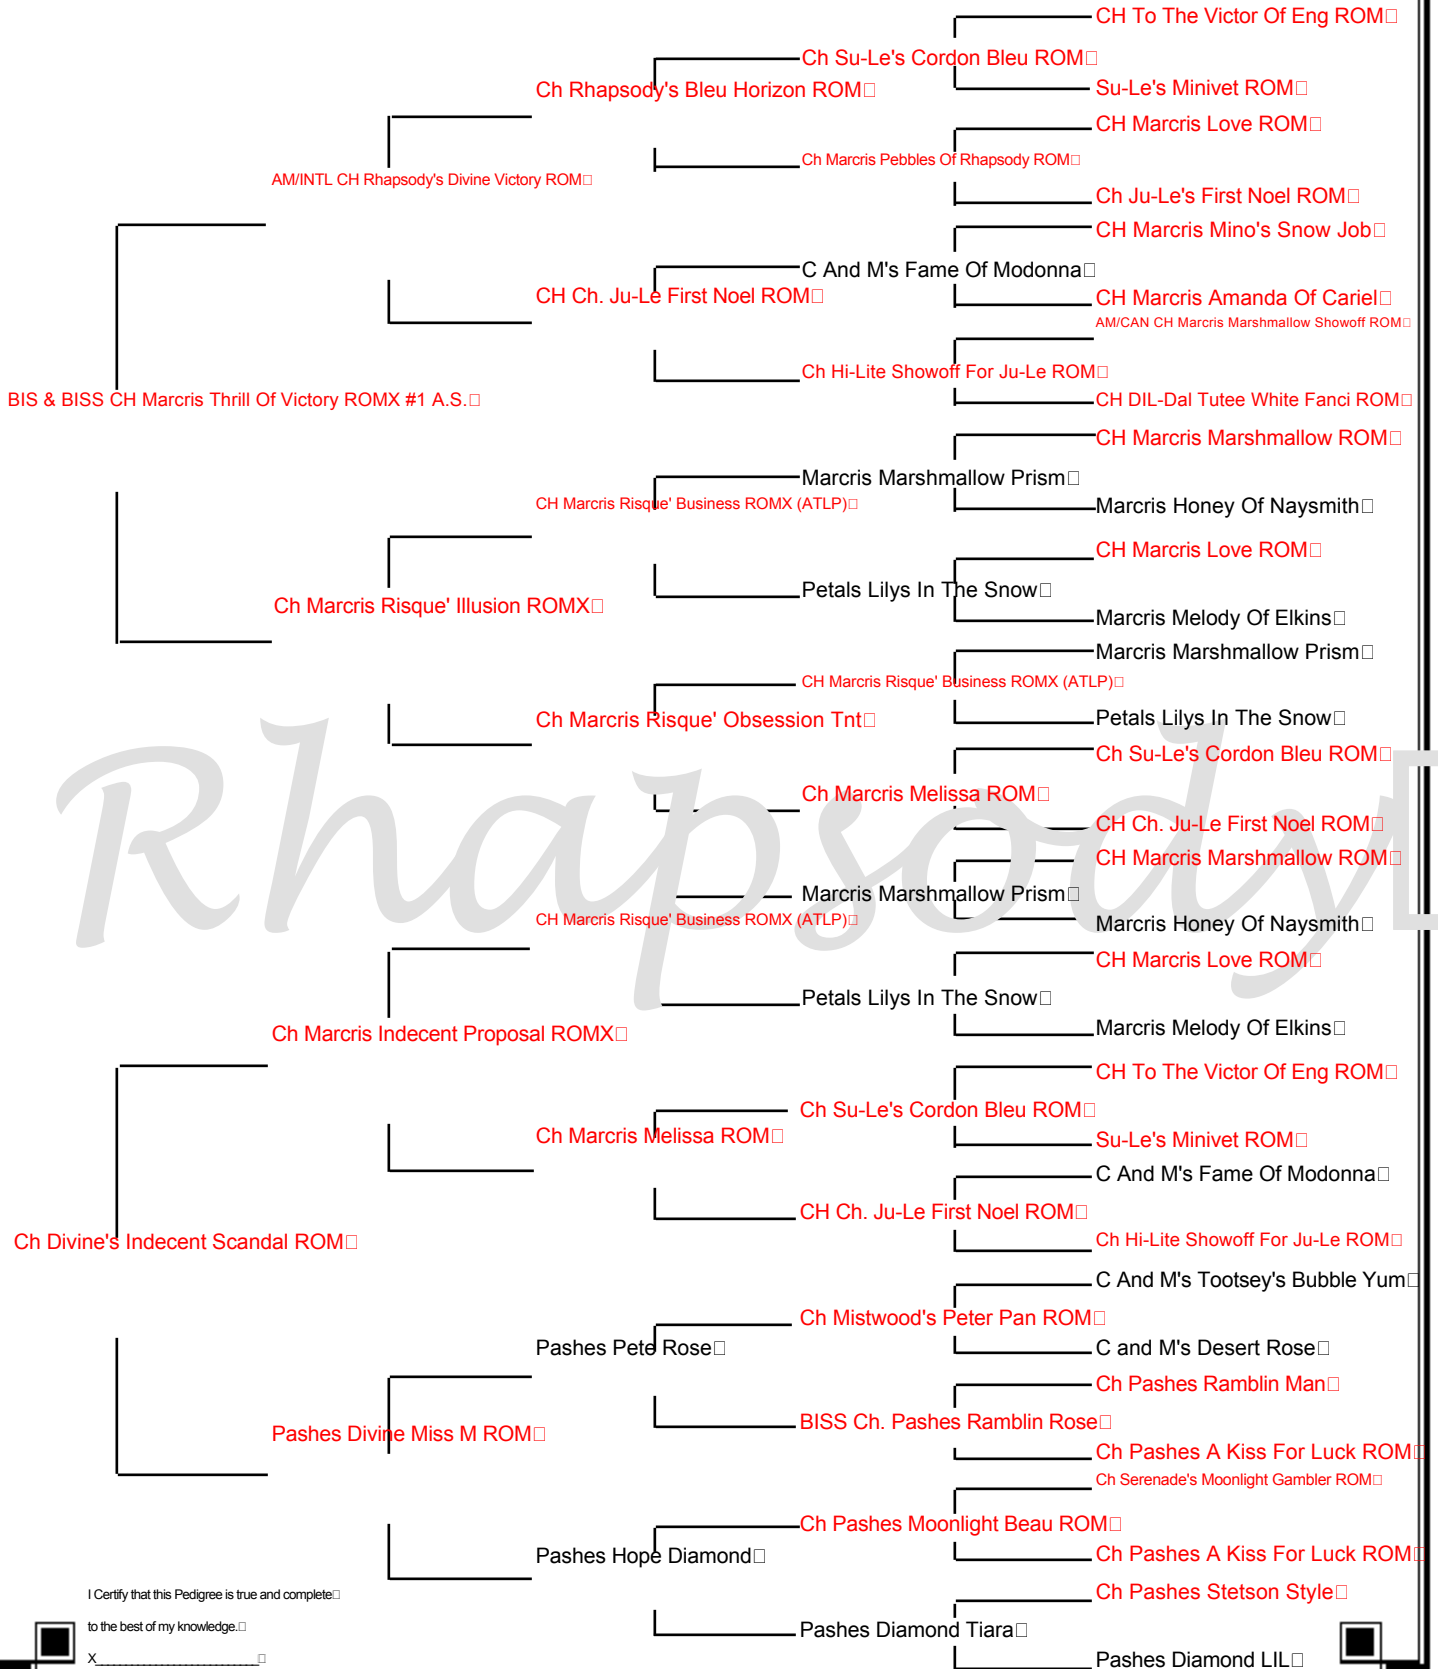 CH To The Victor Of Eng ROM
Ch Su-Le's Cordon Bleu ROM
Ch Rhapsody's Bleu Horizon ROM
Su-Le's Minivet ROM
CH Marcris Love ROM
Ch Marcris Pebbles Of Rhapsody ROM
AM/INTL CH Rhapsody's Divine Victory ROM
Ch Ju-Le's First Noel ROM
CH Marcris Mino's Snow Job
C And M's Fame Of Modonna
CH Ch. Ju-Le First Noel ROM
CH Marcris Amanda Of Cariel
AM/CAN CH Marcris Marshmallow Showoff ROM
Ch Hi-Lite Showoff For Ju-Le ROM
BIS & BISS CH Marcris Thrill Of Victory ROMX #1 A.S.
CH DIL-Dal Tutee White Fanci ROM
CH Marcris Marshmallow ROM
Marcris Marshmallow Prism
CH Marcris Risque' Business ROMX (ATLP)
Marcris Honey Of Naysmith
CH Marcris Love ROM
Petals Lilys In The Snow
Ch Marcris Risque' Illusion ROMX
Marcris Melody Of Elkins
Marcris Marshmallow Prism
CH Marcris Risque' Business ROMX (ATLP)
Ch Marcris Risque' Obsession Tnt
Petals Lilys In The Snow
Ch Su-Le's Cordon Bleu ROM
Ch Marcris Melissa ROM
CH Ch. Ju-Le First Noel ROM
Rhapsody
CH Marcris Marshmallow ROM
Marcris Marshmallow Prism
CH Marcris Risque' Business ROMX (ATLP)
Marcris Honey Of Naysmith
CH Marcris Love ROM
Petals Lilys In The Snow
Ch Marcris Indecent Proposal ROMX
Marcris Melody Of Elkins
CH To The Victor Of Eng ROM
Ch Su-Le's Cordon Bleu ROM
Ch Marcris Melissa ROM
Su-Le's Minivet ROM
C And M's Fame Of Modonna
CH Ch. Ju-Le First Noel ROM
Ch Divine's Indecent Scandal ROM
Ch Hi-Lite Showoff For Ju-Le ROM
C And M's Tootsey's Bubble Yum
Ch Mistwood's Peter Pan ROM
Pashes Pete Rose
C and M's Desert Rose
Ch Pashes Ramblin Man
BISS Ch. Pashes Ramblin Rose
Pashes Divine Miss M ROM
Ch Pashes A Kiss For Luck ROM
Ch Serenade's Moonlight Gambler ROM
Ch Pashes Moonlight Beau ROM
Pashes Hope Diamond
Ch Pashes A Kiss For Luck ROM
Ch Pashes Stetson Style
I Certify that this Pedigree is true and complete
to the best of my knowledge.
Pashes Diamond Tiara
X__________________________
Pashes Diamond LIL